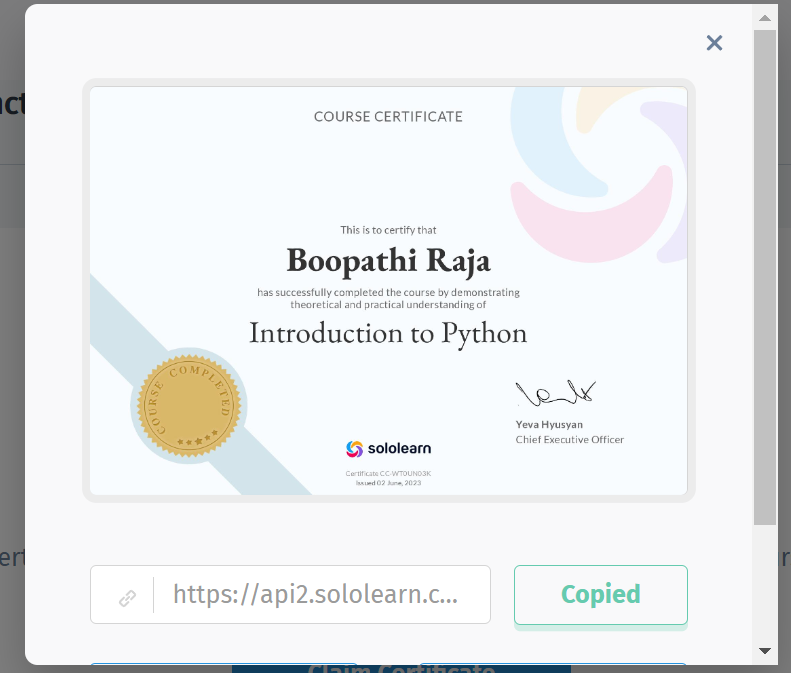 COURSE CERTIFICATE
This is to certify that
Boopathi Raja
has successfully completed the course by demonstrating
theoretical and practical understanding of
Introduction to Python
COURSE COMPLETED
Yeva Hyusyan
Chief Executive Officer
sololearn
Certificate CC-WT0UN03K
Issued 02 June, 2023
https://api2.sololearn.c...
Copied
Claim Certificate